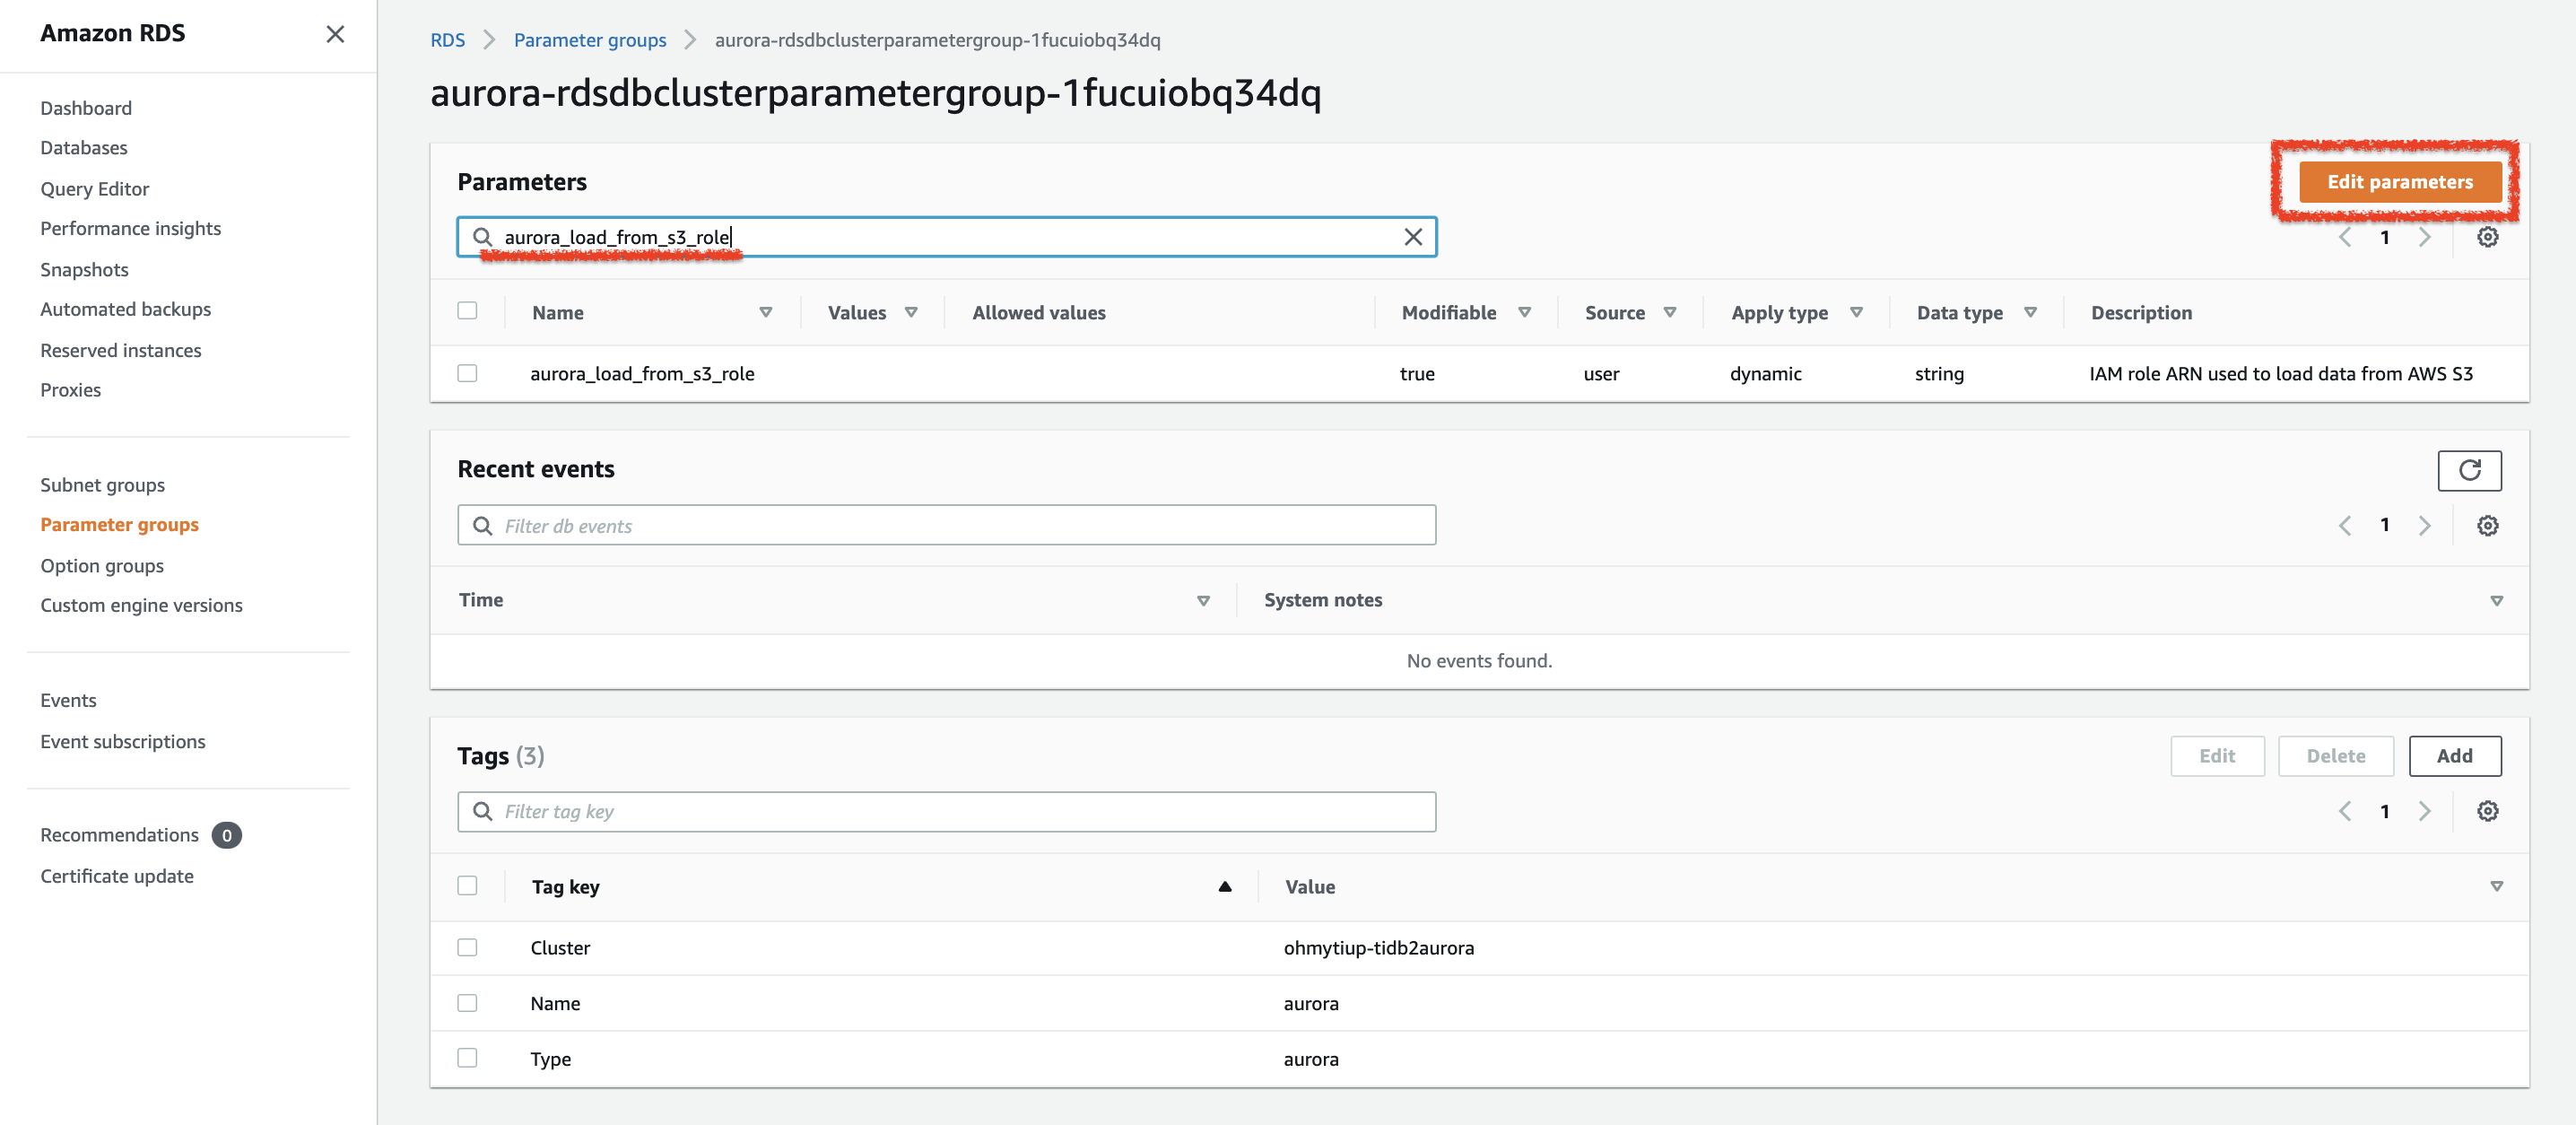 Amazon RDS
Dashboard
Databases
Query Editor
Performance insights
Snapshots
Automated backups
Reserved instances
Proxies
Subnet groups
Parameter groups
Option groups
Custom engine versions
Events
Event subscriptions
Recommendations 0
Certificate update
RDS Parameter groups aurora-rdsdbclusterparametergroup-1fucuiobq34dq
aurora-rdsdbclusterparametergroup-1fucuiobq34dq
Parameters Edit parameters
aurora_load_from_s3_role 1
Name Values Allowed values Modifiable Source Apply type Data type Description
aurora_load_from_s3_role true user dynamic string IAM role ARN used to load data from AWS S3
Recent events
Filter db events 1
Time System notes
No events found.
Tags (3) Edit Delete Add
Filter tag key 1
Tag key Value
Cluster ohmytiup-tidb2aurora
Name aurora
Type aurora